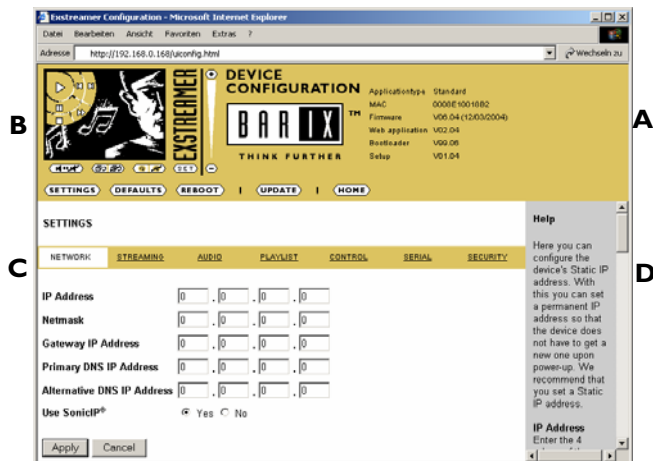 Exstreamer Configuration - Microsoft Internet Explorer
Datei Bearbeiten Ansicht Favoriten Extras ?
Adresse http://192.168.0.168/uiconfig.html Wechseln zu
EXSTREAMER
DEVICE
CONFIGURATION
BARIX TM
THINK FURTHER
Applicationtype Standard
MAC 0008E10010B2
Firmware V06.04 (12/03/2004)
Web application V02.04
Bootloader V99.06
Setup V01.04
B
A
SET
SETTINGS DEFAULTS REBOOT | UPDATE | HOME
SETTINGS
NETWORK STREAMING AUDIO PLAYLIST CONTROL SERIAL SECURITY
C
D
IP Address 0 . 0 . 0 . 0
Netmask 0 . 0 . 0 . 0
Gateway IP Address 0 . 0 . 0 . 0
Primary DNS IP Address 0 . 0 . 0 . 0
Alternative DNS IP Address 0 . 0 . 0 . 0
Use SonicIP® Yes No
Apply Cancel
Help
Here you can
configure the
device's Static IP
address. With
this you can set
a permanent IP
address so that
the device does
not have to get a
new one upon
power-up. We
recommend that
you set a Static
IP address.
IP Address
Enter the 4